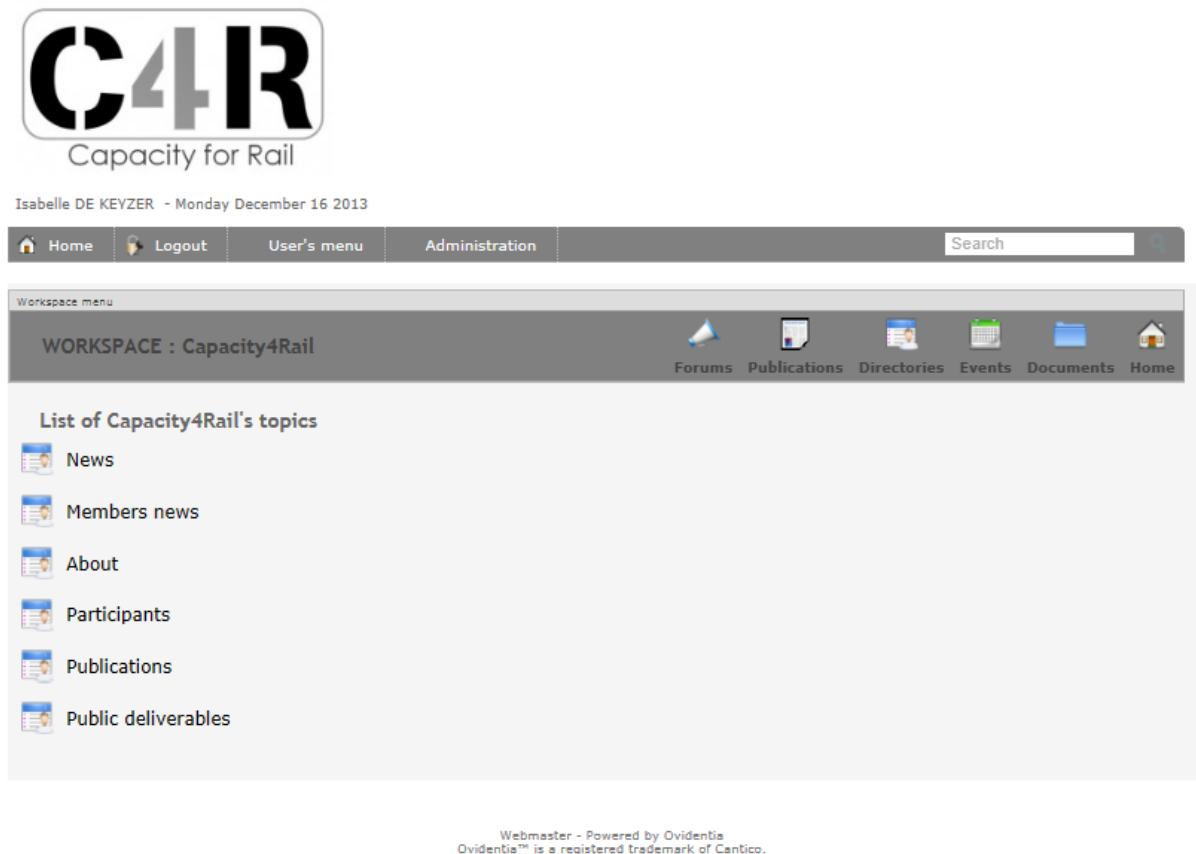 C4R
Capacity for Rail
Isabelle DE KEYZER - Monday December 16 2013
Home Logout User's menu Administration Search
Workspace menu
WORKSPACE : Capacity4Rail
Forums Publications Directories Events Documents Home
List of Capacity4Rail's topics
News
Members news
About
Participants
Publications
Public deliverables
Webmaster - Powered by Ovidentia
Ovidentia™ is a registered trademark of Cantico.